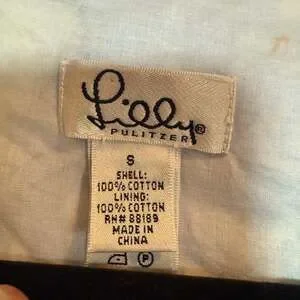 Lilly®
PULITZER
S
SHELL:
100% COTTON
LINING:
100% COTTON
RN# 88189
MADE IN
CHINA
P